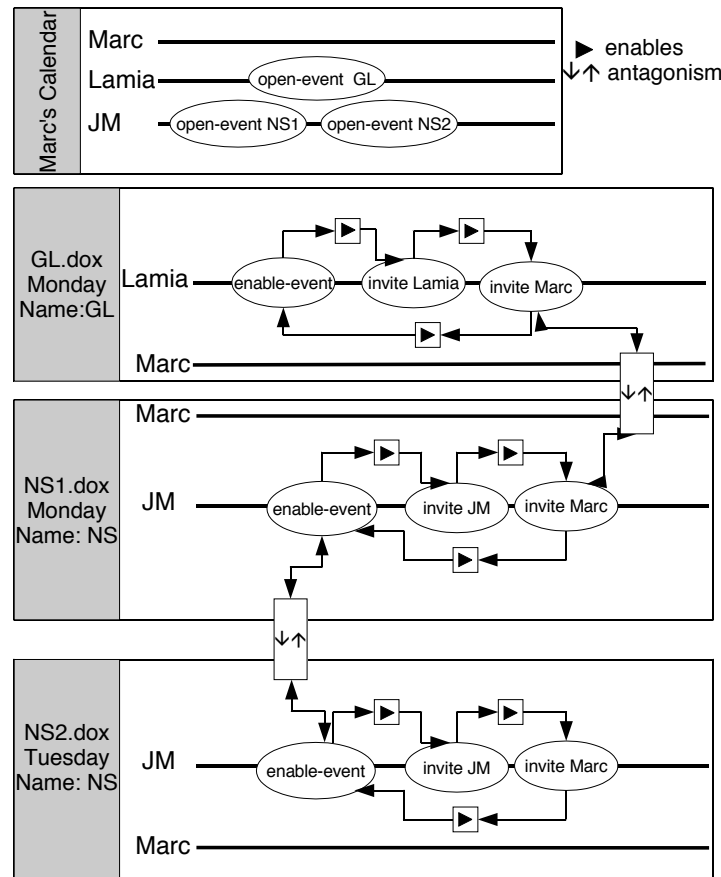 Marc's Calendar
Marc
Lamia
JM
open-event GL
open-event NS1
open-event NS2
enables
↓↑ antagonism
GL.dox
Monday
Name:GL
Lamia
enable-event
invite Lamia
invite Marc
Marc
↓↑
NS1.dox
Monday
Name: NS
Marc
JM
enable-event
invite JM
invite Marc
↓↑
NS2.dox
Tuesday
Name: NS
JM
enable-event
invite JM
invite Marc
Marc